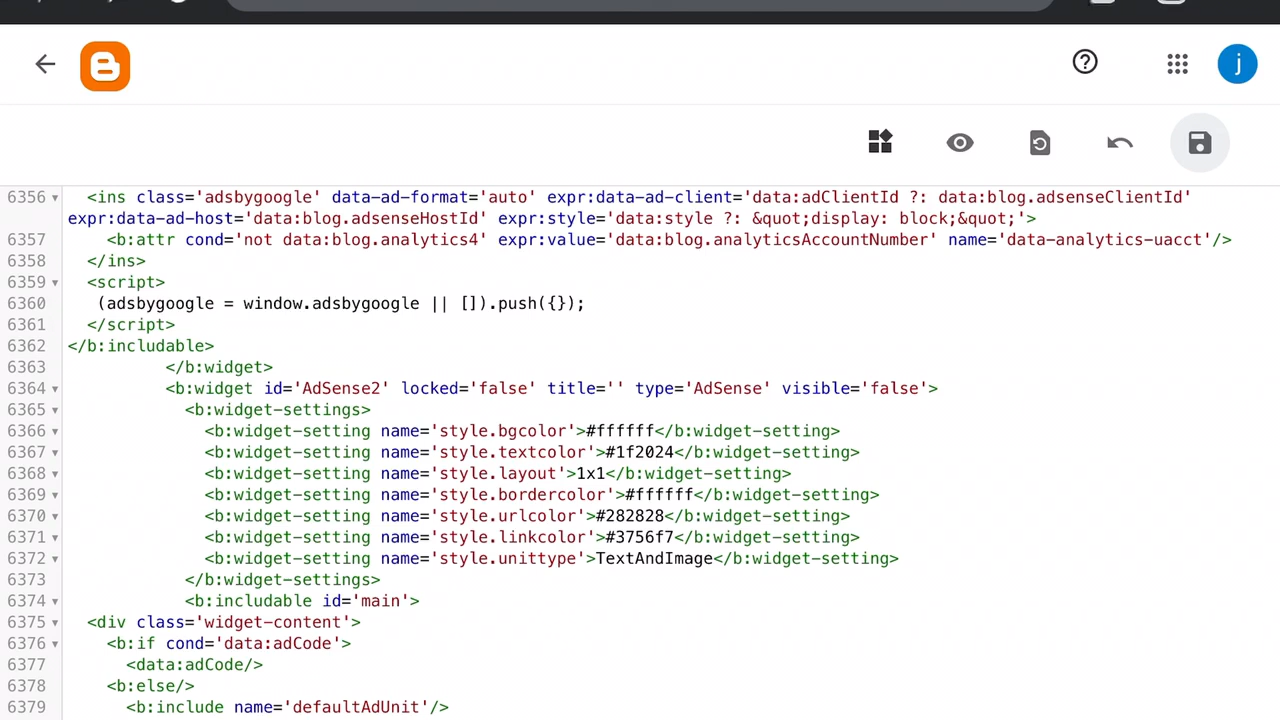 j
6356 <ins class='adsbygoogle' data-ad-format='auto' expr:data-ad-client='data:adClientId ?: data:blog.adsenseClientId'
expr:data-ad-host='data:blog.adsenseHostId' expr:style='data:style ?: &quot;display: block;&quot;'>
6357 <b:attr cond='not data:blog.analytics4' expr:value='data:blog.analyticsAccountNumber' name='data-analytics-uacct'/>
6358 </ins>
6359 <script>
6360 (adsbygoogle = window.adsbygoogle || []).push({});
6361 </script>
6362 </b:includable>
6363 </b:widget>
6364 <b:widget id='AdSense2' locked='false' title='' type='AdSense' visible='false'>
6365 <b:widget-settings>
6366 <b:widget-setting name='style.bgcolor'>#ffffff</b:widget-setting>
6367 <b:widget-setting name='style.textcolor'>#1f2024</b:widget-setting>
6368 <b:widget-setting name='style.layout'>1x1</b:widget-setting>
6369 <b:widget-setting name='style.bordercolor'>#ffffff</b:widget-setting>
6370 <b:widget-setting name='style.urlcolor'>#282828</b:widget-setting>
6371 <b:widget-setting name='style.linkcolor'>#3756f7</b:widget-setting>
6372 <b:widget-setting name='style.unittype'>TextAndImage</b:widget-setting>
6373 </b:widget-settings>
6374 <b:includable id='main'>
6375 <div class='widget-content'>
6376 <b:if cond='data:adCode'>
6377 <data:adCode/>
6378 <b:else/>
6379 <b:include name='defaultAdUnit'/>